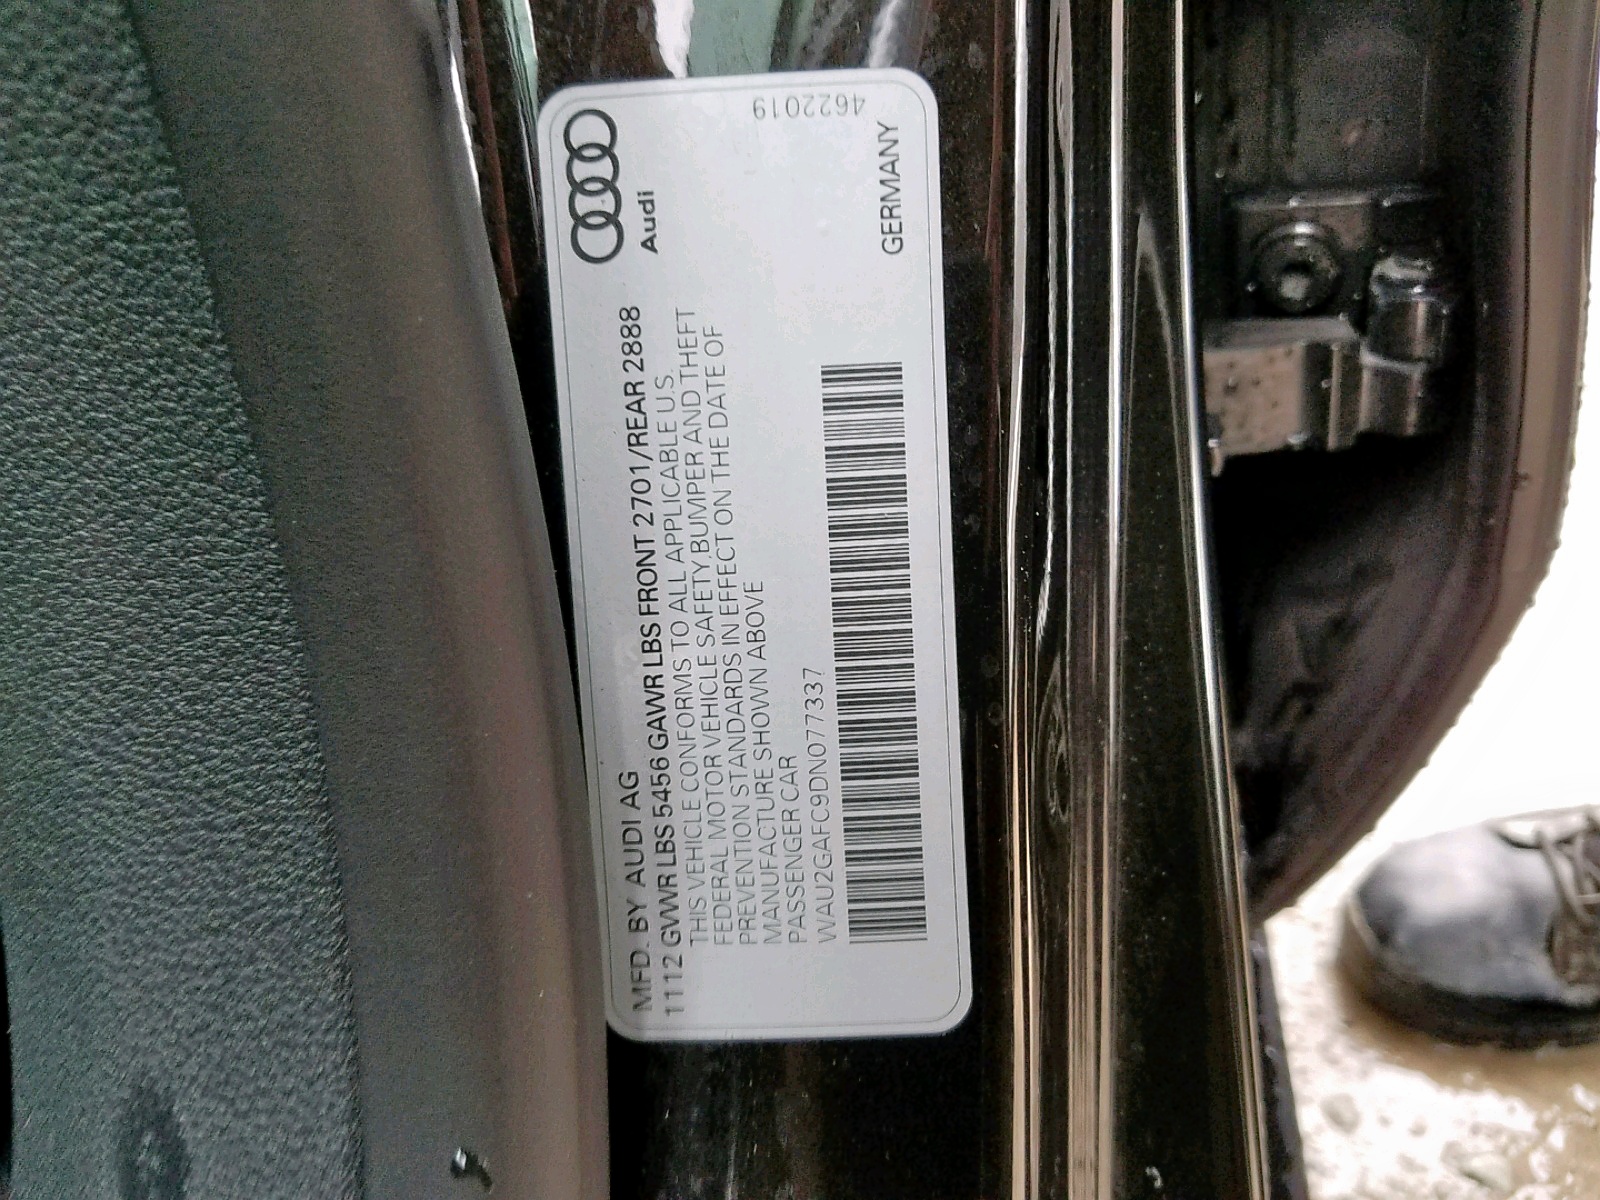 MFD. BY AUDI AG
Audi
11112 GVWR LBS 5456 GAWR LBS FRONT 2701/REAR 2888
THIS VEHICLE CONFORMS TO ALL APPLICABLE U.S.
FEDERAL MOTOR VEHICLE SAFETY, BUMPER AND THEFT
PREVENTION STANDARDS IN EFFECT ON THE DATE OF
MANUFACTURE SHOWN ABOVE
PASSENGER CAR
WAU2GAFC9DN077337
GERMANY
4622019